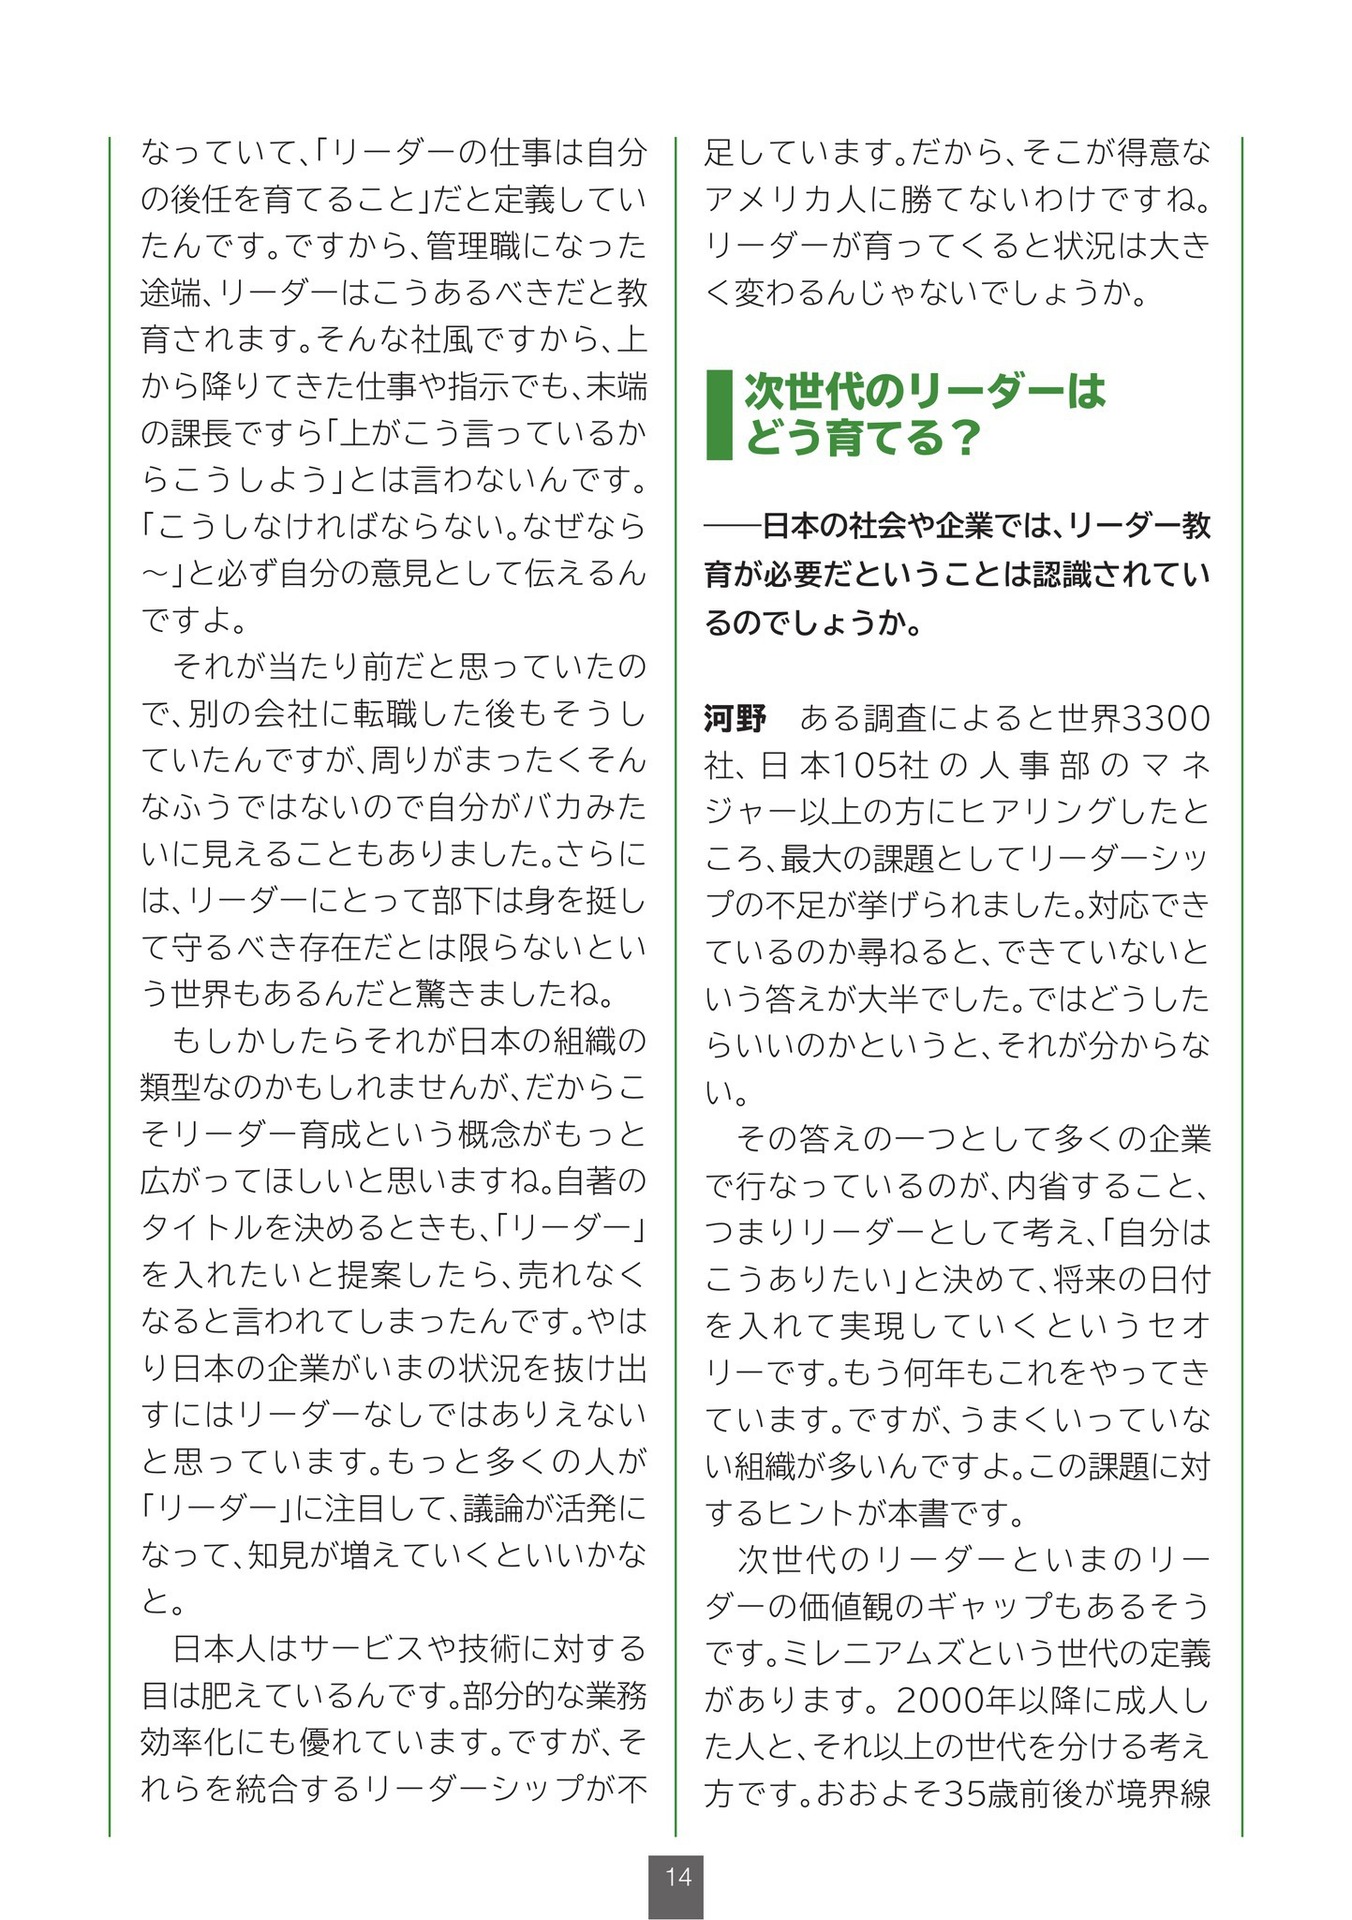 なっていて、「リーダーの仕事は自分
の後任を育てること」だと定義してい
たんです。ですから、管理職になった
途端、リーダーはこうあるべきだと教
育されます。そんな社風ですから、上
から降りてきた仕事や指示でも、末端
の課長ですら「上がこう言っているか
らこうしよう」とは言わないんです。
「こうしなければならない。なぜなら
～」と必ず自分の意見として伝えるん
ですよ。
　それが当たり前だと思っていたの
で、別の会社に転職した後もそうし
ていたんですが、周りがまったくそん
なふうではないので自分がバカみた
いに見えることもありました。さらに
は、リーダーにとって部下は身を挺し
て守るべき存在だとは限らないとい
う世界もあるんだと驚きましたね。
　もしかしたらそれが日本の組織の
類型なのかもしれませんが、だからこ
そリーダー育成という概念がもっと
広がってほしいと思いますね。自著の
タイトルを決めるときも、「リーダー」
を入れたいと提案したら、売れなく
なると言われてしまったんです。やは
り日本の企業がいまの状況を抜け出
すにはリーダーなしではありえない
と思っています。もっと多くの人が
「リーダー」に注目して、議論が活発に
なって、知見が増えていくといいかな
と。
　日本人はサービスや技術に対する
目は肥えているんです。部分的な業務
効率化にも優れています。ですが、そ
れらを統合するリーダーシップが不
足しています。だから、そこが得意な
アメリカ人に勝てないわけですね。
リーダーが育ってくると状況は大き
く変わるんじゃないでしょうか。
次世代のリーダーは
どう育てる？
――日本の社会や企業では、リーダー教
育が必要だということは認識されてい
るのでしょうか。
河野　ある調査によると世界3300
社、日本105社の人事部のマネ
ジャー以上の方にヒアリングしたと
ころ、最大の課題としてリーダーシッ
プの不足が挙げられました。対応でき
ているのか尋ねると、できていないと
いう答えが大半でした。ではどうした
らいいのかというと、それが分からな
い。
　その答えの一つとして多くの企業
で行なっているのが、内省すること、
つまりリーダーとして考え、「自分は
こうありたい」と決めて、将来の日付
を入れて実現していくというセオ
リーです。もう何年もこれをやってき
ています。ですが、うまくいっていな
い組織が多いんですよ。この課題に対
するヒントが本書です。
　次世代のリーダーといまのリー
ダーの価値観のギャップもあるそう
です。ミレニアムズという世代の定義
があります。2000年以降に成人し
た人と、それ以上の世代を分ける考え
方です。おおよそ35歳前後が境界線
14